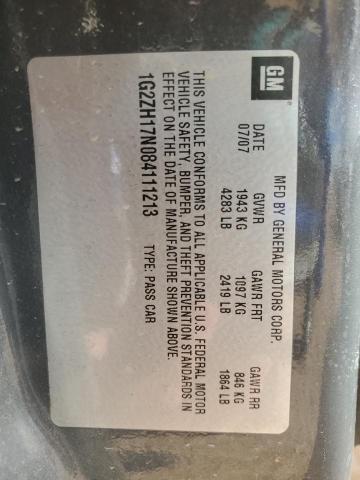 GM
MFD BY GENERAL MOTORS CORP.
DATE GVWR GAWR FRT GAWR RR
07/07 1943 KG 1097 KG 846 KG
4283 LB 2419 LB 1864 LB
THIS VEHICLE CONFORMS TO ALL APPLICABLE U.S. FEDERAL MOTOR
VEHICLE SAFETY, BUMPER, AND THEFT PREVENTION STANDARDS IN
EFFECT ON THE DATE OF MANUFACTURE SHOWN ABOVE.
1G2ZH17N084111213 TYPE: PASS CAR